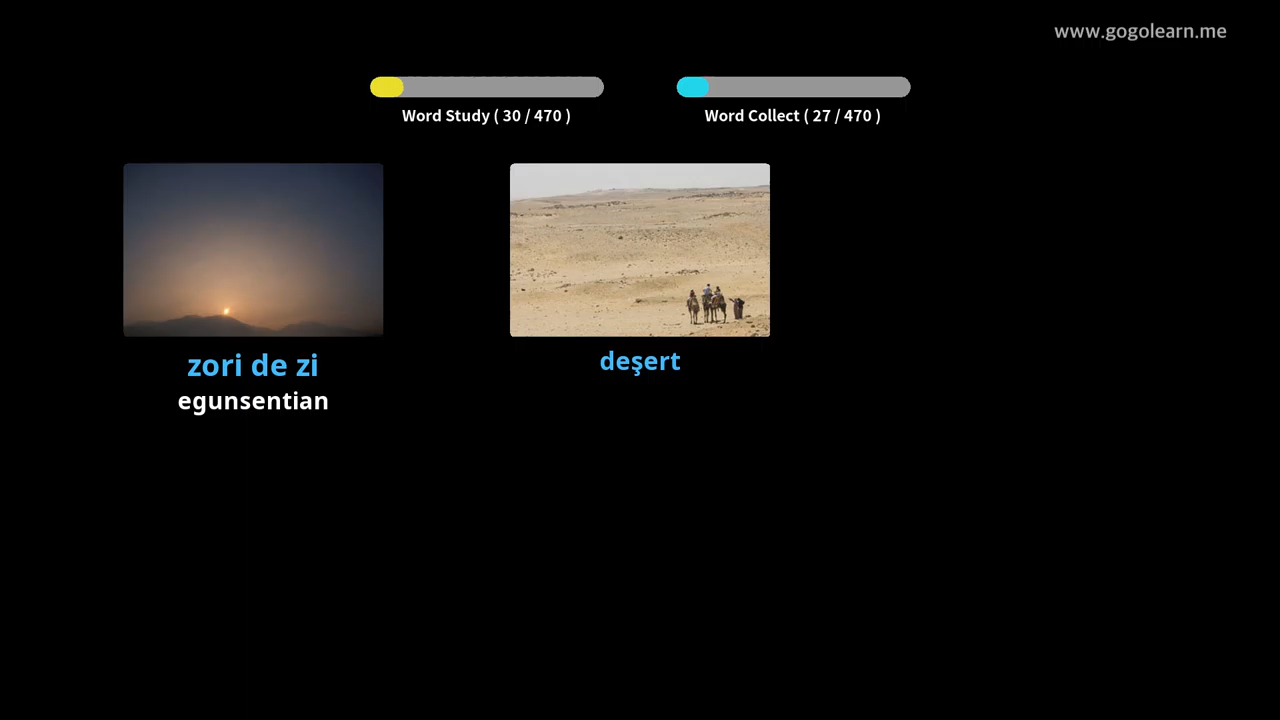 www.gogolearn.me
Word Study ( 30 / 470 )
Word Collect ( 27 / 470 )
zori de zi
egunsentian
deşert